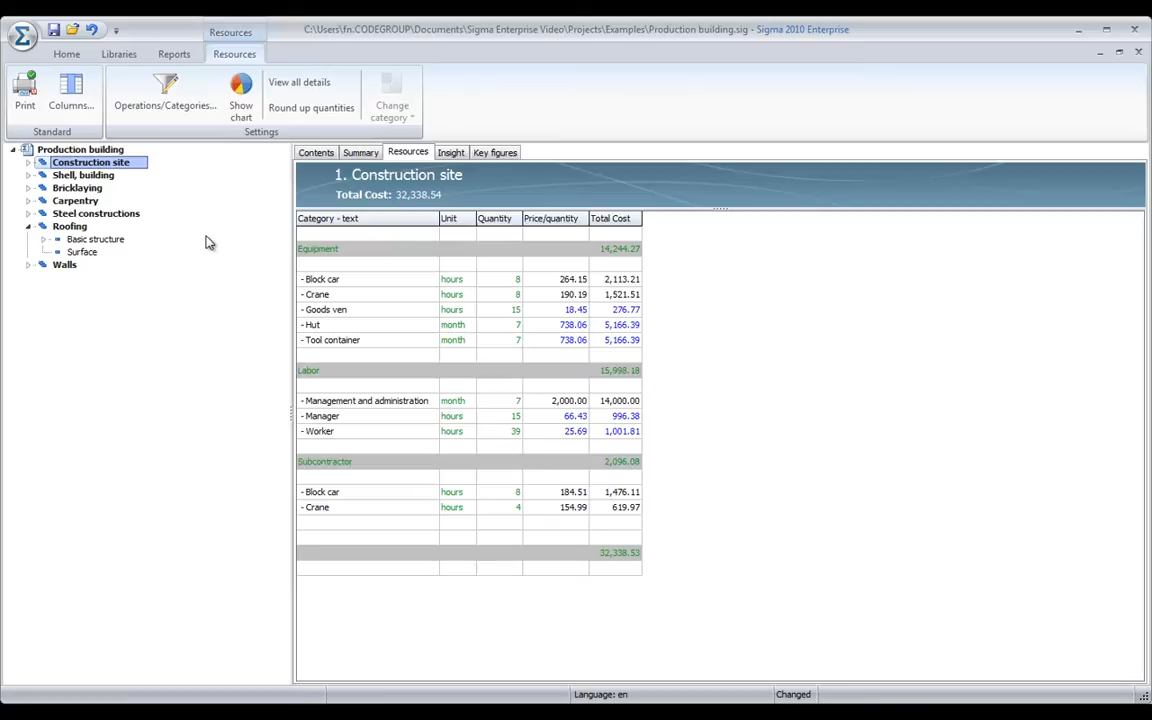 Resources
C:\Users\fn.CODEGROUP\Documents\Sigma Enterprise Video\Projects\Examples\Production building.sig - Sigma 2010 Enterprise
Home Libraries Reports Resources
Print Columns... Operations/Categories... Show chart View all details Round up quantities Change category
Standard Settings
Production building
Construction site
Shell, building
Bricklaying
Carpentry
Steel constructions
Roofing
Basic structure
Surface
Walls
Contents Summary Resources Insight Key figures
1. Construction site
Total Cost: 32,338.54
Category - text Unit Quantity Price/quantity Total Cost
Equipment 14,244.27
- Block car hours 8 264.15 2,113.21
- Crane hours 8 190.19 1,521.51
- Goods ven hours 15 18.45 276.77
- Hut month 7 738.06 5,166.39
- Tool container month 7 738.06 5,166.39
Labor 15,998.18
- Management and administration month 7 2,000.00 14,000.00
- Manager hours 15 66.43 996.38
- Worker hours 39 25.69 1,001.81
Subcontractor 2,096.08
- Block car hours 8 184.51 1,476.11
- Crane hours 4 154.99 619.97
32,338.53
Language: en Changed